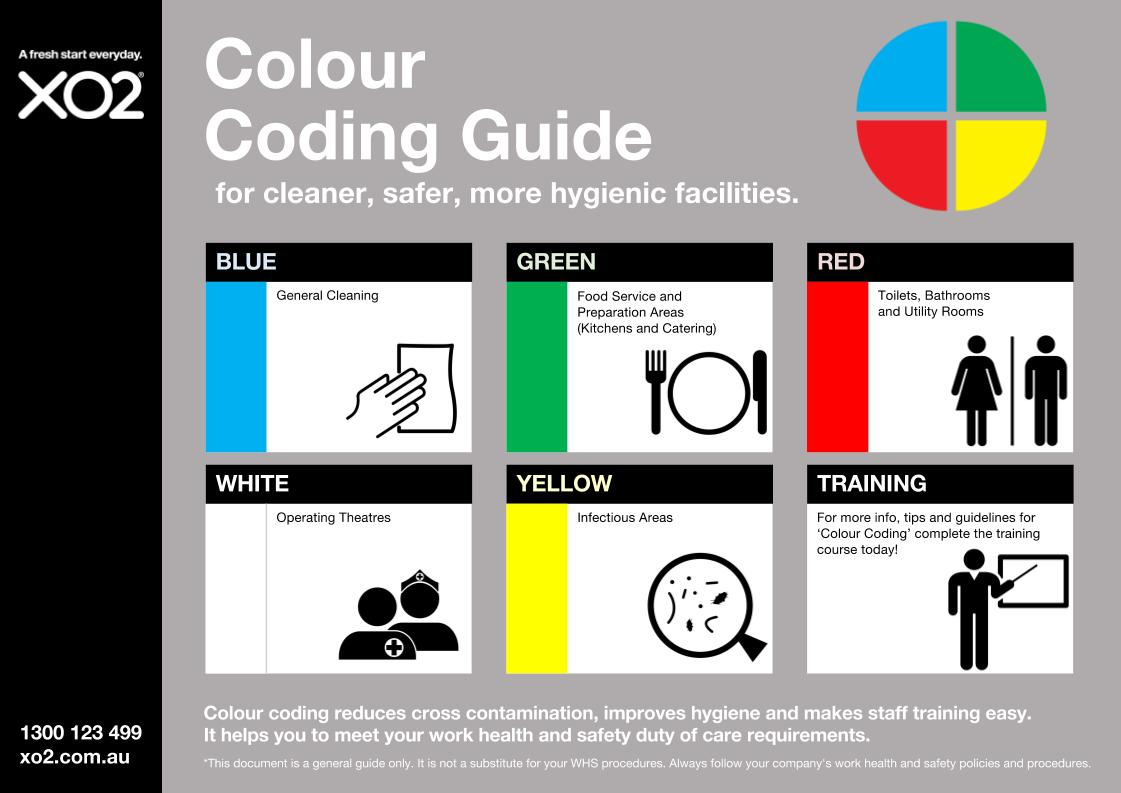 A fresh start everyday.
XO2®
Colour
Coding Guide
for cleaner, safer, more hygienic facilities.
BLUE
General Cleaning
GREEN
Food Service and
Preparation Areas
(Kitchens and Catering)
RED
Toilets, Bathrooms
and Utility Rooms
WHITE
Operating Theatres
YELLOW
Infectious Areas
TRAINING
For more info, tips and guidelines for
‘Colour Coding’ complete the training
course today!
Colour coding reduces cross contamination, improves hygiene and makes staff training easy.
It helps you to meet your work health and safety duty of care requirements.
*This document is a general guide only. It is not a substitute for your WHS procedures. Always follow your company's work health and safety policies and procedures.
1300 123 499
xo2.com.au